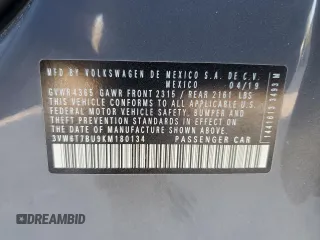 MFD. BY VOLKSWAGEN DE MEXICO S.A. DE C.V.
MEXICO 04/19
GVWR 4365 GAWR FRONT 2315 / REAR 2161 LBS
THIS VEHICLE CONFORMS TO ALL APPLICABLE U.S.
FEDERAL MOTOR VEHICLE SAFETY, BUMPER AND
THEFT PREVENTION STANDARDS IN EFFECT ON THE
DATE OF MANUFACTURE SHOWN ABOVE.
3VW6T7BU9KM180134 PASSENGER CAR
© AutoBidMaster